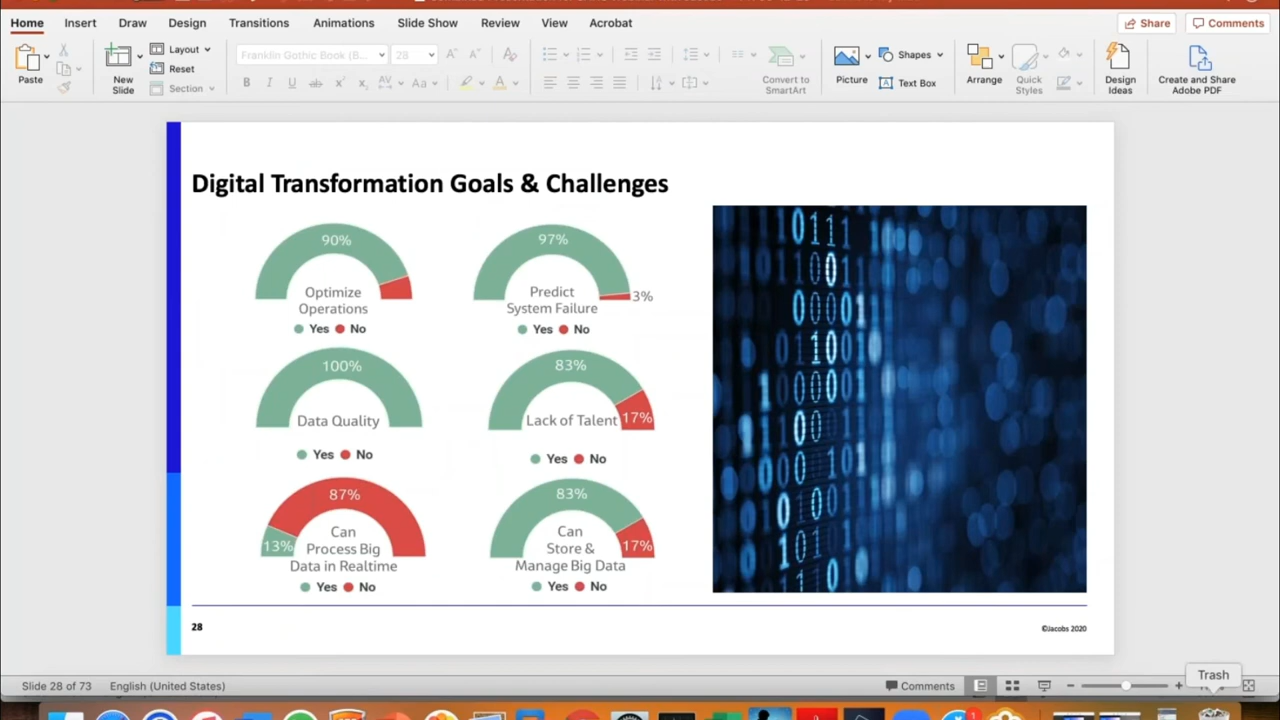 Home Insert Draw Design Transitions Animations Slide Show Review View Acrobat Share Comments
Paste
New
Slide
Layout
Reset
Section
Franklin Gothic Book (B... 28
Convert to
SmartArt
Picture
Shapes
Text Box
Arrange
Quick
Styles
Design
Ideas
Create and Share
Adobe PDF
Digital Transformation Goals & Challenges
90%
Optimize
Operations
Yes No
97%
3%
Predict
System Failure
Yes No
100%
Data Quality
Yes No
83%
17%
Lack of Talent
Yes No
87%
13%
Can
Process Big
Data in Realtime
Yes No
83%
17%
Can
Store &
Manage Big Data
Yes No
28
©Jacobs 2020
Slide 28 of 73 English (United States) Comments
Trash